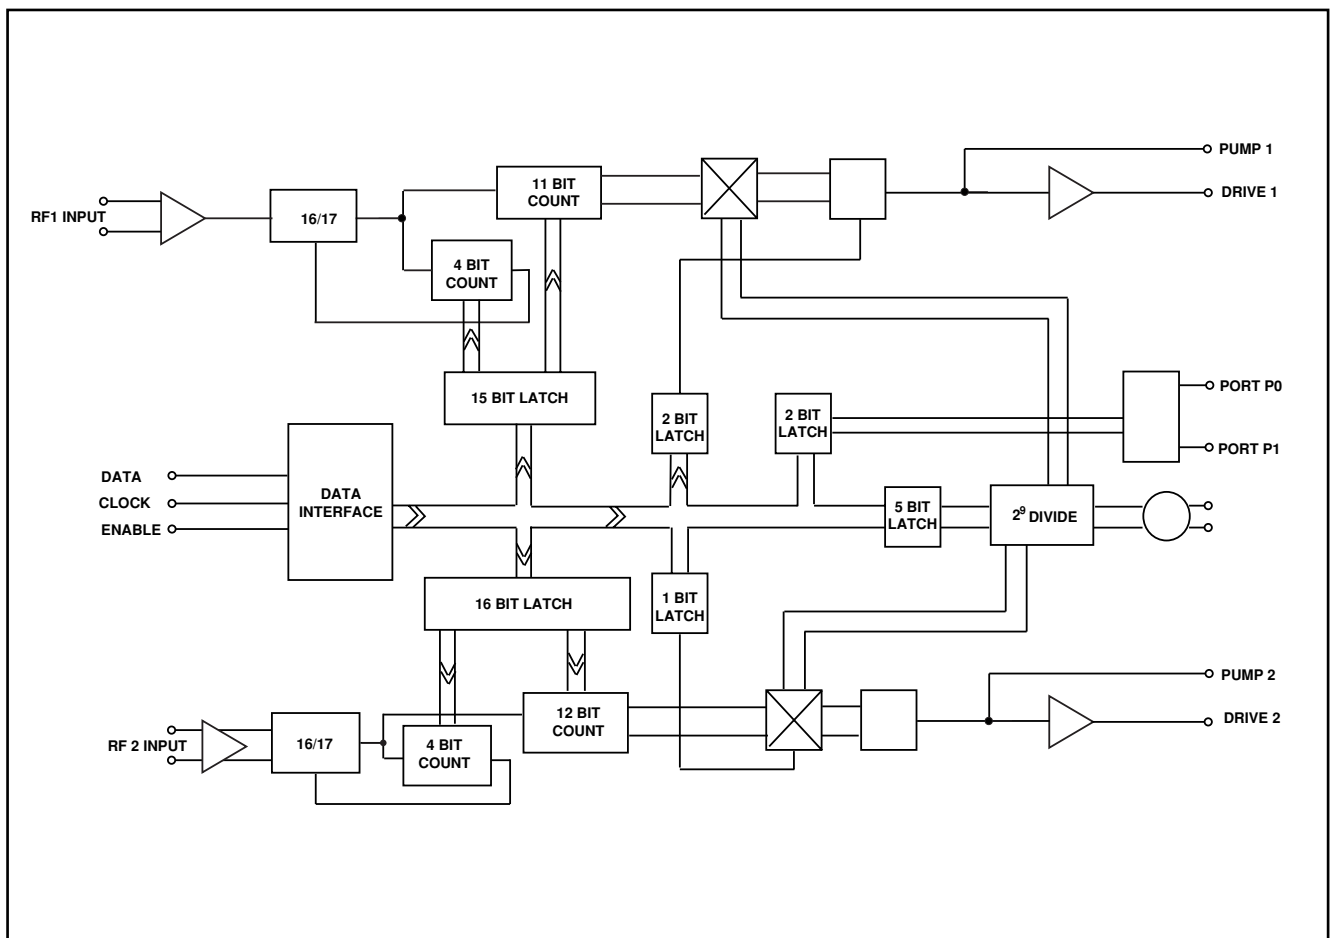 PUMP 1
11 BIT
COUNT
DRIVE 1
RF1 INPUT
16/17
4 BIT
COUNT
PORT P0
15 BIT LATCH
2 BIT
LATCH
2 BIT
LATCH
PORT P1
DATA
CLOCK
ENABLE
DATA
INTERFACE
5 BIT
LATCH
2⁹ DIVIDE
16 BIT LATCH
1 BIT
LATCH
PUMP 2
12 BIT
COUNT
DRIVE 2
RF 2 INPUT
16/17
4 BIT
COUNT